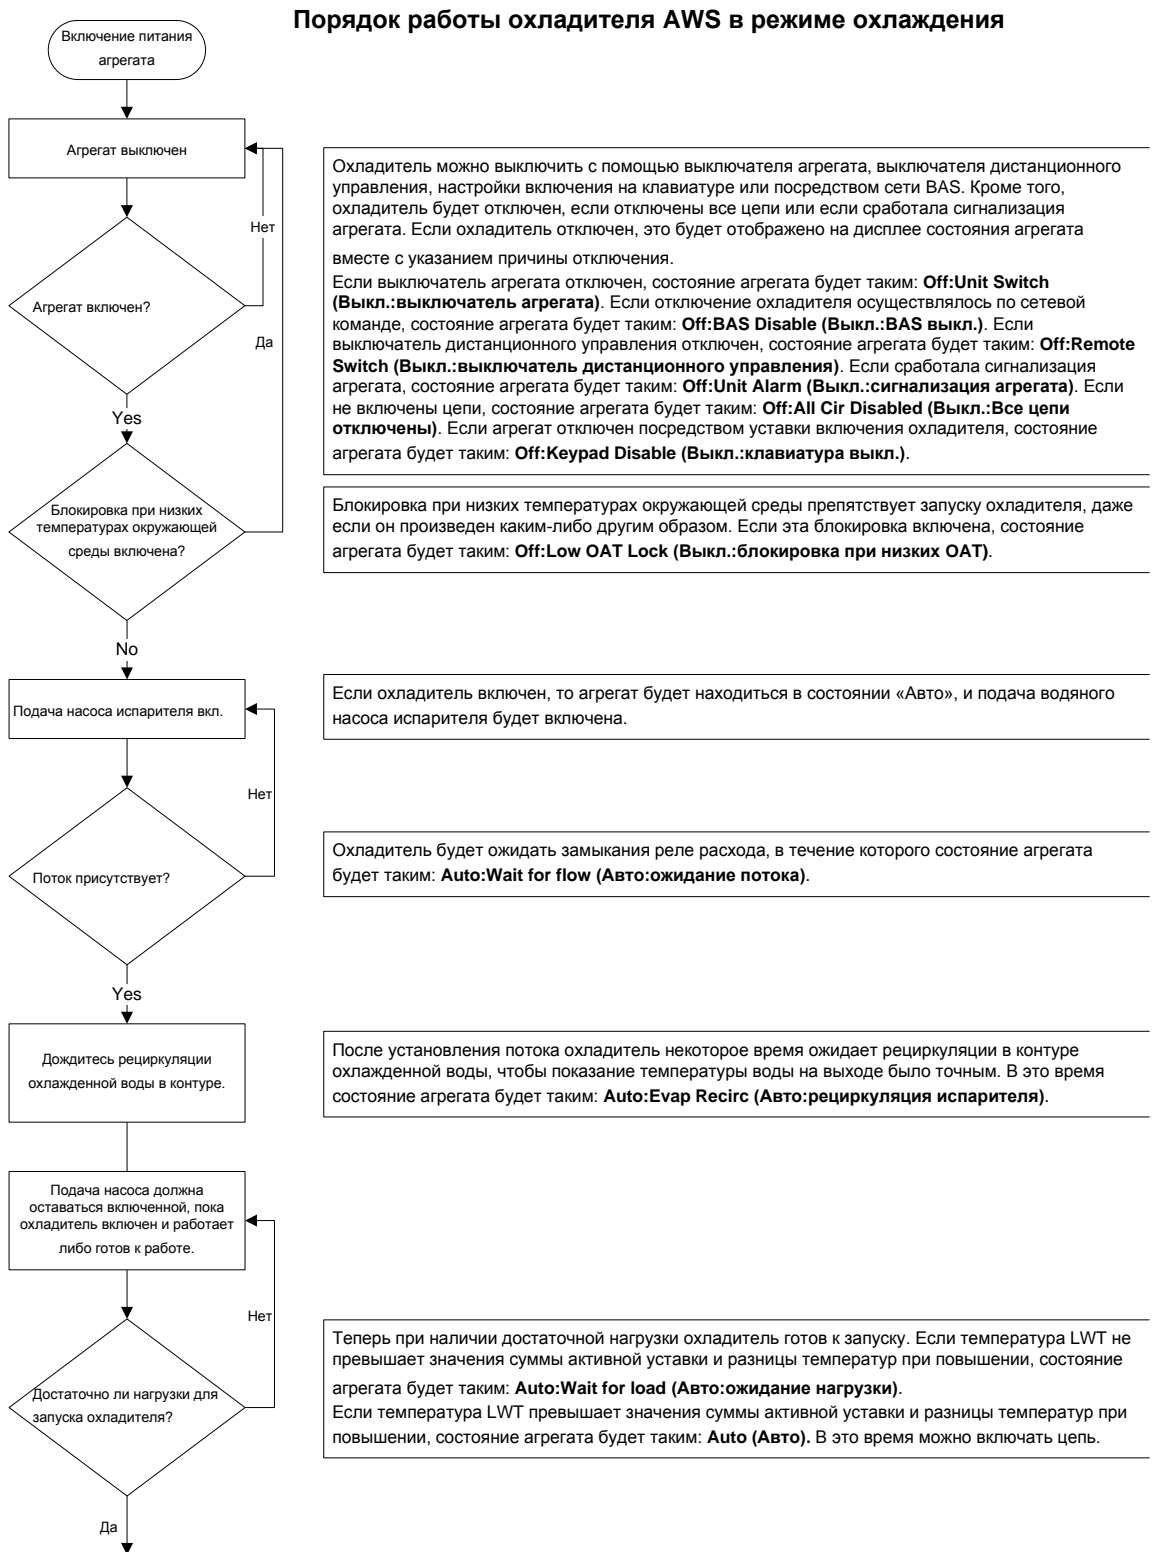 Порядок работы охладителя AWS в режиме охлаждения
Включение питания
агрегата
Агрегат выключен
Нет
Агрегат включен?
Да
Yes
Охладитель можно выключить с помощью выключателя агрегата, выключателя дистанционного
управления, настройки включения на клавиатуре или посредством сети BAS. Кроме того,
охладитель будет отключен, если отключены все цепи или если сработала сигнализация
агрегата. Если охладитель отключен, это будет отображено на дисплее состояния агрегата
вместе с указанием причины отключения.
Если выключатель агрегата отключен, состояние агрегата будет таким: Off:Unit Switch
(Выкл.:выключатель агрегата). Если отключение охладителя осуществлялось по сетевой
команде, состояние агрегата будет таким: Off:BAS Disable (Выкл.:BAS выкл.). Если
выключатель дистанционного управления отключен, состояние агрегата будет таким: Off:Remote
Switch (Выкл.:выключатель дистанционного управления). Если сработала сигнализация
агрегата, состояние агрегата будет таким: Off:Unit Alarm (Выкл.:сигнализация агрегата). Если
не включены цепи, состояние агрегата будет таким: Off:All Cir Disabled (Выкл.:Все цепи
отключены). Если агрегат отключен посредством уставки включения охладителя, состояние
агрегата будет таким: Off:Keypad Disable (Выкл.:клавиатура выкл.).
Блокировка при низких
температурах окружающей
среды включена?
No
Блокировка при низких температурах окружающей среды препятствует запуску охладителя, даже
если он произведен каким-либо другим образом. Если эта блокировка включена, состояние
агрегата будет таким: Off:Low OAT Lock (Выкл.:блокировка при низких OAT).
Подача насоса испарителя вкл.
Если охладитель включен, то агрегат будет находиться в состоянии «Авто», и подача водяного
насоса испарителя будет включена.
Нет
Поток присутствует?
Yes
Охладитель будет ожидать замыкания реле расхода, в течение которого состояние агрегата
будет таким: Auto:Wait for flow (Авто:ожидание потока).
Дождитесь рециркуляции
охлажденной воды в контуре.
После установления потока охладитель некоторое время ожидает рециркуляции в контуре
охлажденной воды, чтобы показание температуры воды на выходе было точным. В это время
состояние агрегата будет таким: Auto:Evap Recirc (Авто:рециркуляция испарителя).
Подача насоса должна
оставаться включенной, пока
охладитель включен и работает
либо готов к работе.
Нет
Достаточно ли нагрузки для
запуска охладителя?
Да
Теперь при наличии достаточной нагрузки охладитель готов к запуску. Если температура LWT не
превышает значения суммы активной уставки и разницы температур при повышении, состояние
агрегата будет таким: Auto:Wait for load (Авто:ожидание нагрузки).
Если температура LWT превышает значения суммы активной уставки и разницы температур при
повышении, состояние агрегата будет таким: Auto (Авто). В это время можно включать цепь.